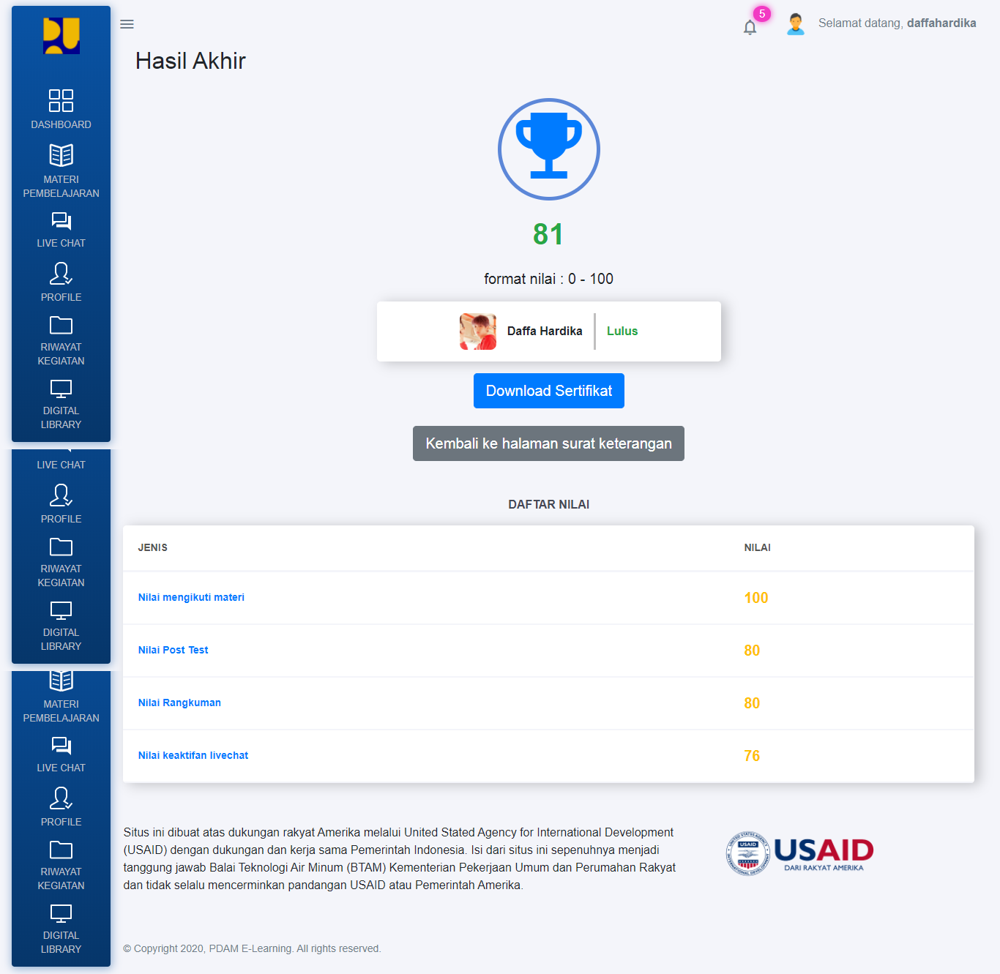 5
Selamat datang, daffahardika
DASHBOARD
MATERI
PEMBELAJARAN
LIVE CHAT
PROFILE
RIWAYAT
KEGIATAN
DIGITAL
LIBRARY
LIVE CHAT
PROFILE
RIWAYAT
KEGIATAN
DIGITAL
LIBRARY
MATERI
PEMBELAJARAN
LIVE CHAT
PROFILE
RIWAYAT
KEGIATAN
DIGITAL
LIBRARY
Hasil Akhir
81
format nilai : 0 - 100
Daffa Hardika
Lulus
Download Sertifikat
Kembali ke halaman surat keterangan
DAFTAR NILAI
JENIS NILAI
Nilai mengikuti materi 100
Nilai Post Test 80
Nilai Rangkuman 80
Nilai keaktifan livechat 76
Situs ini dibuat atas dukungan rakyat Amerika melalui United Stated Agency for International Development
(USAID) dengan dukungan dan kerja sama Pemerintah Indonesia. Isi dari situs ini sepenuhnya menjadi
tanggung jawab Balai Teknologi Air Minum (BTAM) Kementerian Pekerjaan Umum dan Perumahan Rakyat
dan tidak selalu mencerminkan pandangan USAID atau Pemerintah Amerika.
UNITED STATES AGENCY
USAID
INTERNATIONAL DEVELOPMENT
USAID
DARI RAKYAT AMERIKA
© Copyright 2020, PDAM E-Learning. All rights reserved.